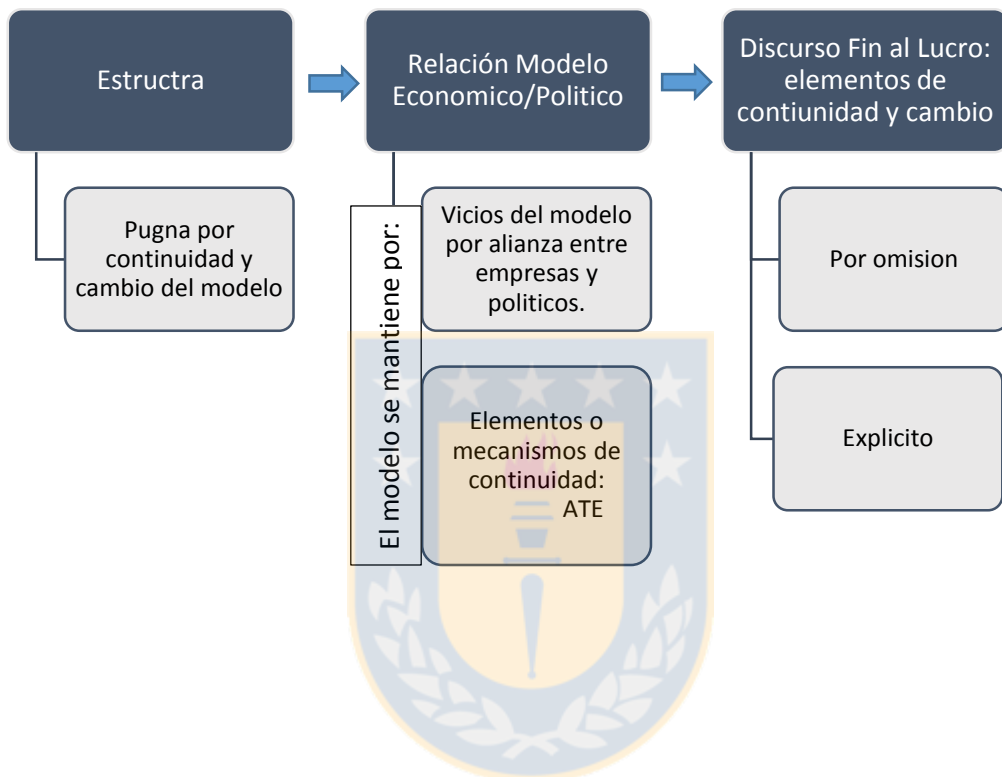 Estructra
Relación Modelo
Economico/Politico
Discurso Fin al Lucro:
elementos de
contiunidad y cambio
Pugna por
continuidad y
cambio del modelo
El modelo se mantiene por:
Vicios del modelo
por alianza entre
empresas y
politicos.
Elementos o
mecanismos de
continuidad:
ATE
Por omision
Explicito